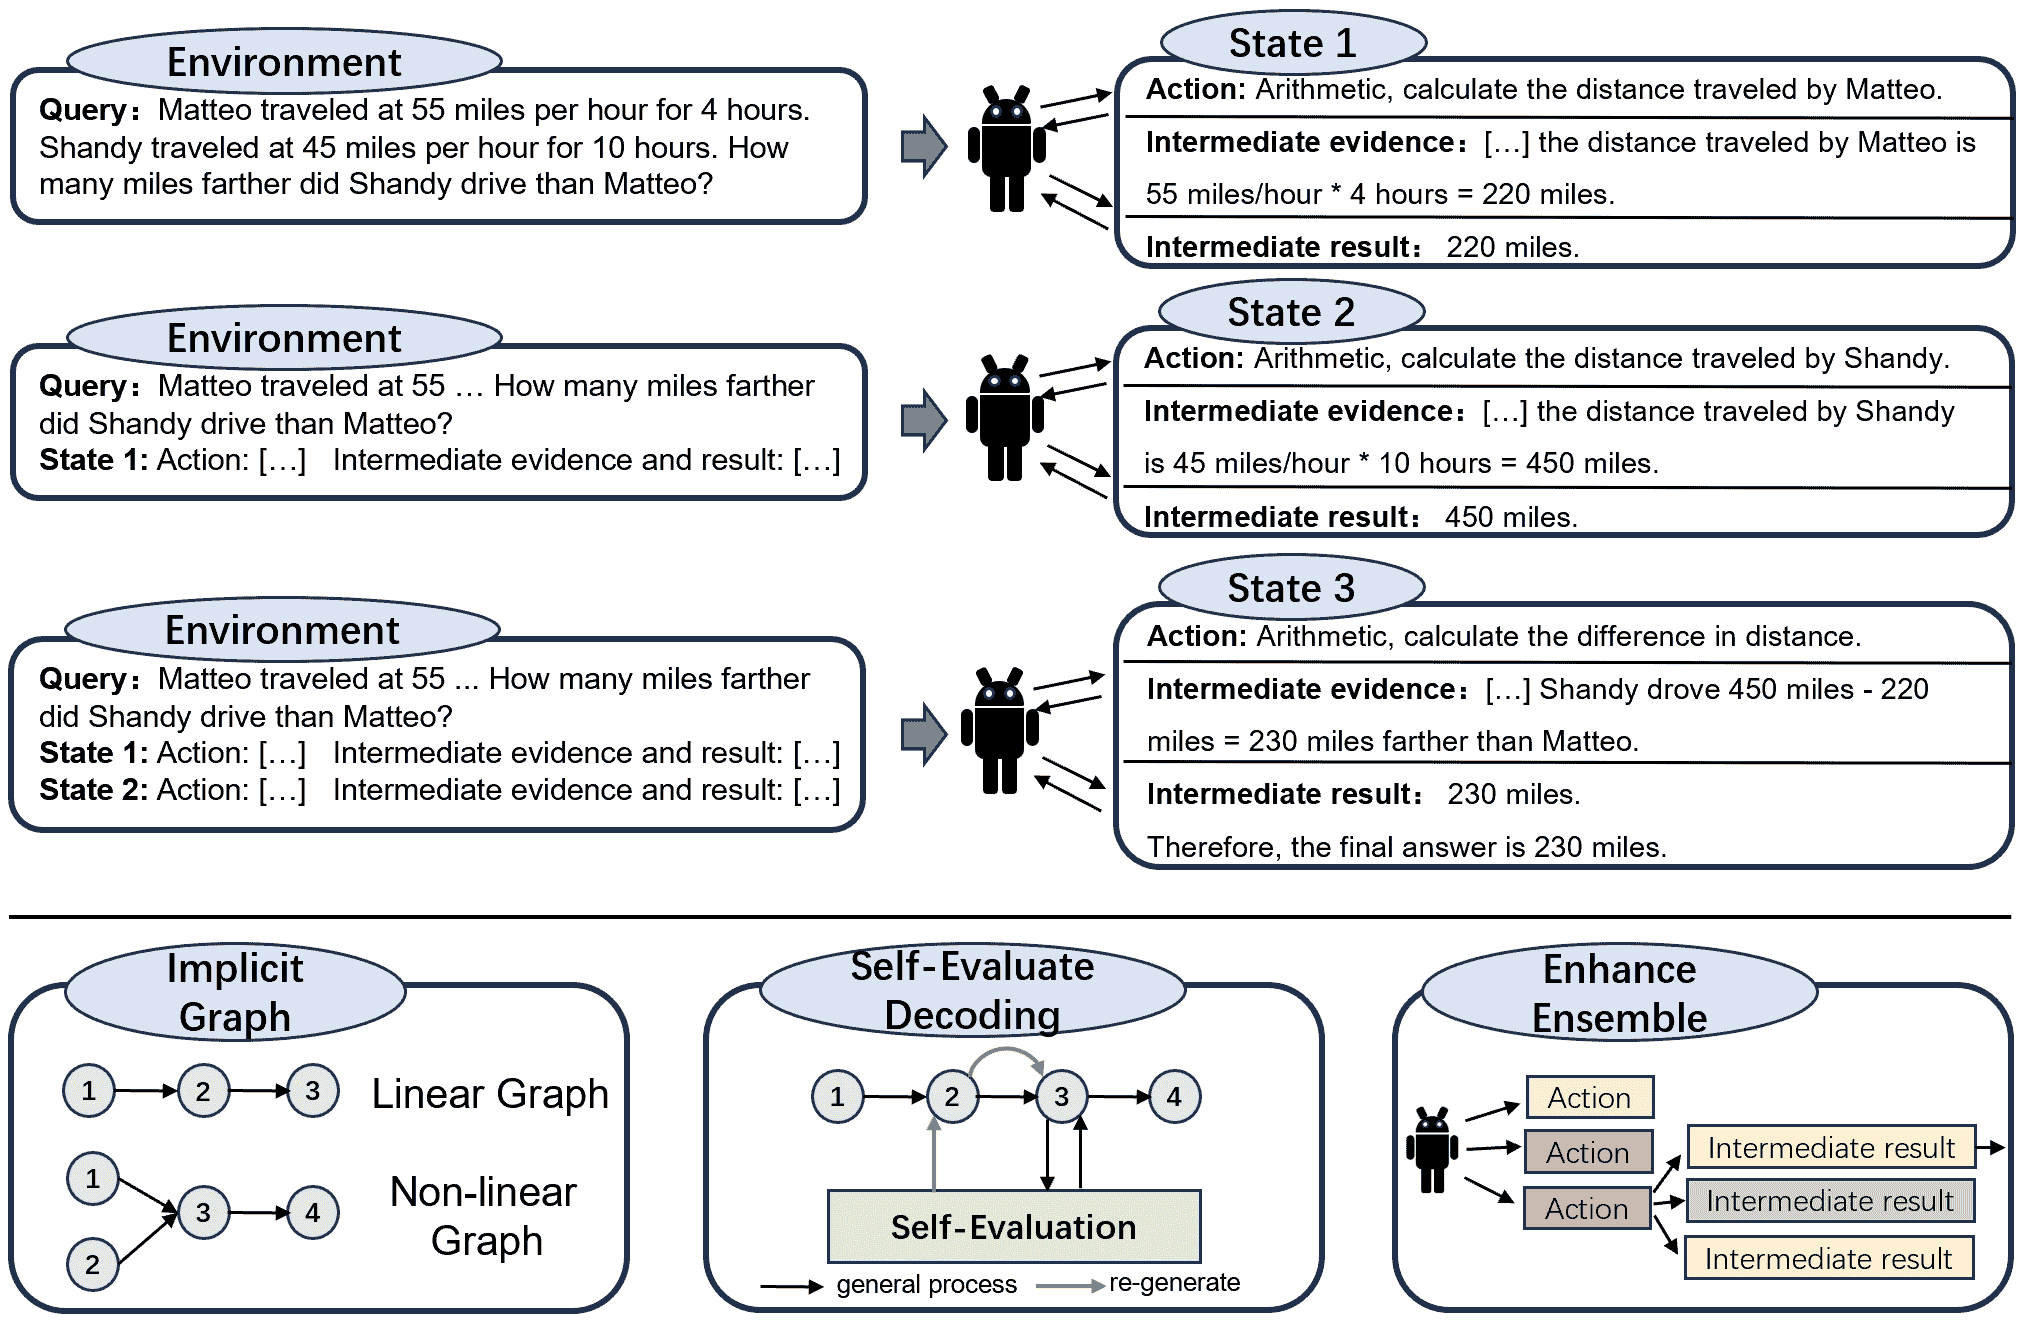 Environment
Query：Matteo traveled at 55 miles per hour for 4 hours.
Shandy traveled at 45 miles per hour for 10 hours. How
many miles farther did Shandy drive than Matteo?
State 1
Action: Arithmetic, calculate the distance traveled by Matteo.
Intermediate evidence：[…] the distance traveled by Matteo is
55 miles/hour * 4 hours = 220 miles.
Intermediate result： 220 miles.
Environment
Query：Matteo traveled at 55 … How many miles farther
did Shandy drive than Matteo?
State 1: Action: […] Intermediate evidence and result: […]
State 2
Action: Arithmetic, calculate the distance traveled by Shandy.
Intermediate evidence：[…] the distance traveled by Shandy
is 45 miles/hour * 10 hours = 450 miles.
Intermediate result： 450 miles.
Environment
Query：Matteo traveled at 55 ... How many miles farther
did Shandy drive than Matteo?
State 1: Action: […] Intermediate evidence and result: […]
State 2: Action: […] Intermediate evidence and result: […]
State 3
Action: Arithmetic, calculate the difference in distance.
Intermediate evidence：[…] Shandy drove 450 miles - 220
miles = 230 miles farther than Matteo.
Intermediate result： 230 miles.
Therefore, the final answer is 230 miles.
Implicit
Graph
1 2 3 Linear Graph
1
3 4
2
Non-linear
Graph
Self-Evaluate
Decoding
1 2 3 4
Self-Evaluation
general process re-generate
Enhance
Ensemble
Action
Action
Action
Intermediate result
Intermediate result
Intermediate result